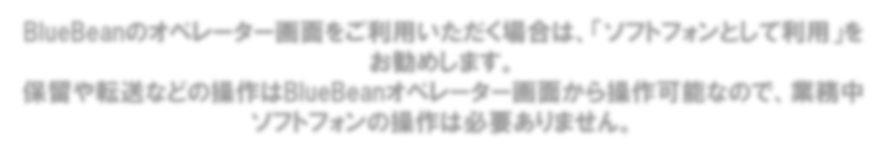 BlueBeanのオペレーター画面をご利用いただく場合は、「ソフトフォンとして利用」を
お勧めします。
保留や転送などの操作はBlueBeanオペレーター画面から操作可能なので、業務中
ソフトフォンの操作は必要ありません。